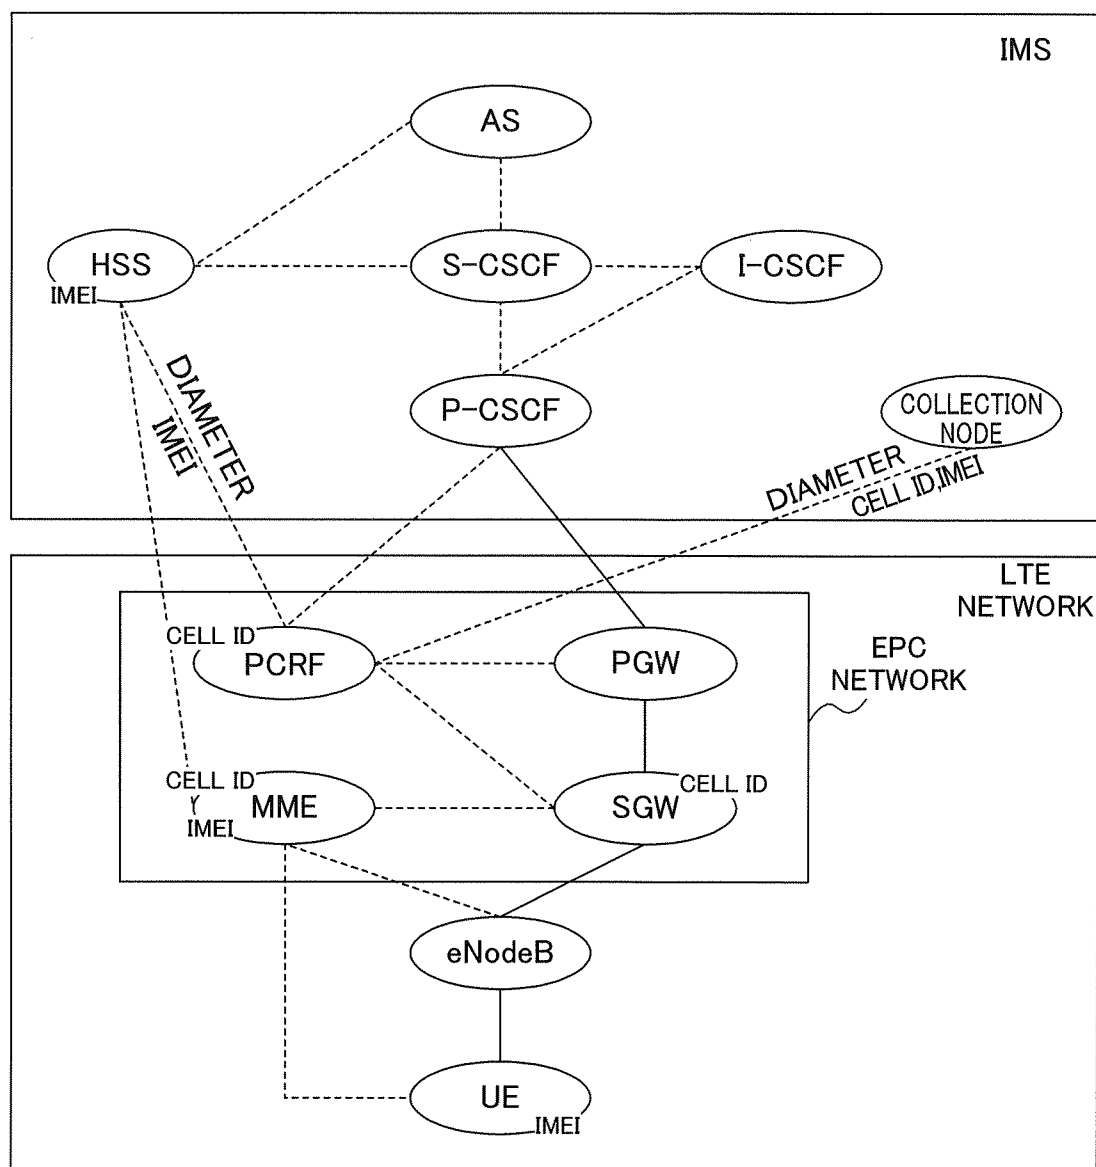 IMS
AS
HSS
IMEI
S-CSCF
I-CSCF
P-CSCF
COLLECTION
NODE
DIAMETER
IMEI
DIAMETER
CELL ID,IMEI
LTE
NETWORK
CELL ID
PCRF
PGW
EPC
NETWORK
CELL ID
MME
IMEI
SGW
CELL ID
eNodeB
UE
IMEI